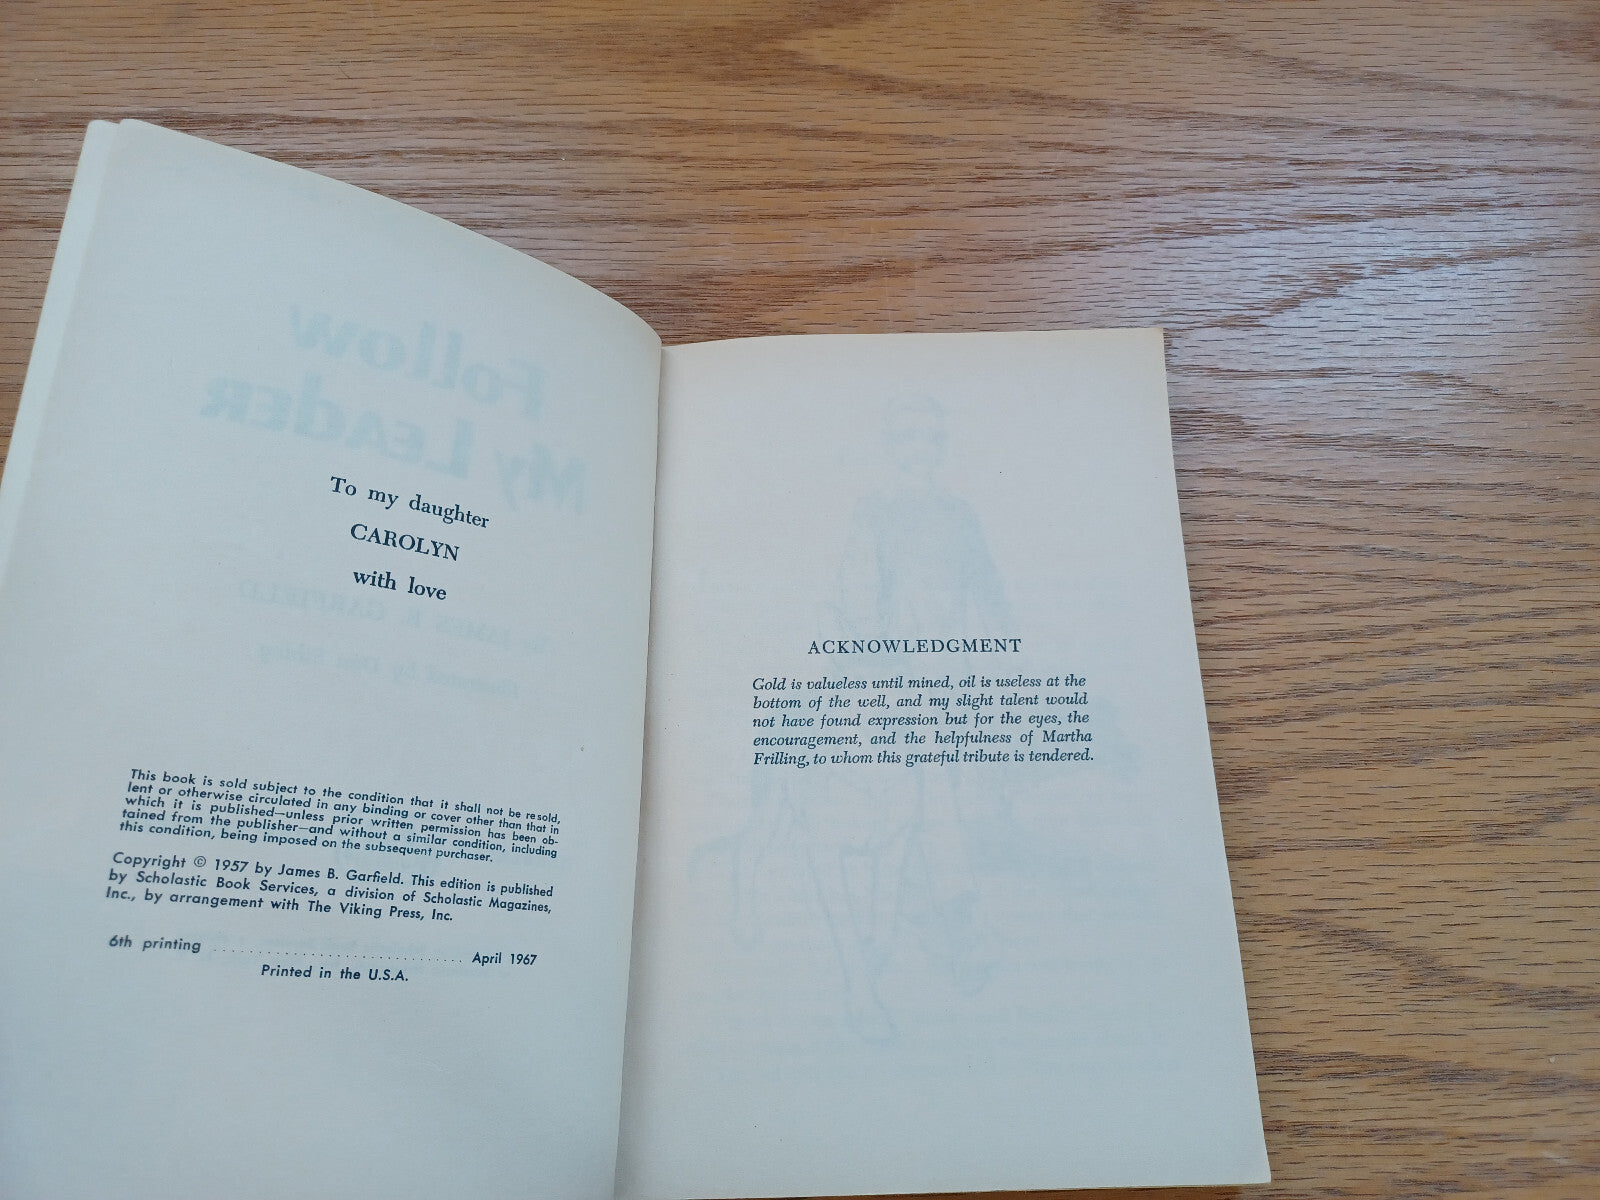 To my daughter
CAROLYN
with love
This book is sold subject to the condition that it shall not be resold,
lent or otherwise circulated in any binding or cover other than that in
which it is published—unless prior written permission has been ob-
tained from the publisher—and without a similar condition, including
this condition, being imposed on the subsequent purchaser.
Copyright © 1957 by James B. Garfield. This edition is published
by Scholastic Book Services, a division of Scholastic Magazines,
Inc., by arrangement with The Viking Press, Inc.
6th printing .............................. April 1967
Printed in the U.S.A.
ACKNOWLEDGMENT
Gold is valueless until mined, oil is useless at the
bottom of the well, and my slight talent would
not have found expression but for the eyes, the
encouragement, and the helpfulness of Martha
Frilling, to whom this grateful tribute is tendered.
Follow
My Leader